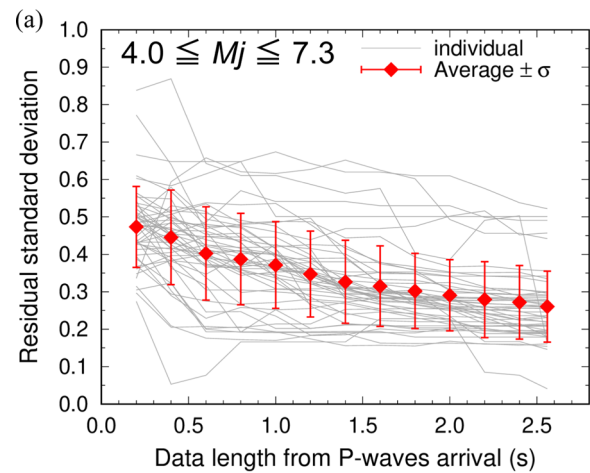 (a)
4.0 ≦ Mj ≦ 7.3
individual
Average ± σ
Residual standard deviation
1.0
0.9
0.8
0.7
0.6
0.5
0.4
0.3
0.2
0.1
0.0
0.0 0.5 1.0 1.5 2.0 2.5
Data length from P-waves arrival (s)